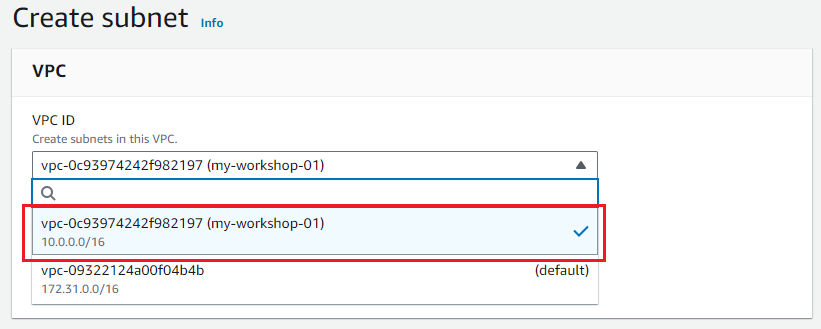 Create subnet Info
VPC
VPC ID
Create subnets in this VPC.
vpc-0c93974242f982197 (my-workshop-01)
vpc-0c93974242f982197 (my-workshop-01)
10.0.0.0/16
vpc-09322124a00f04b4b (default)
172.31.0.0/16